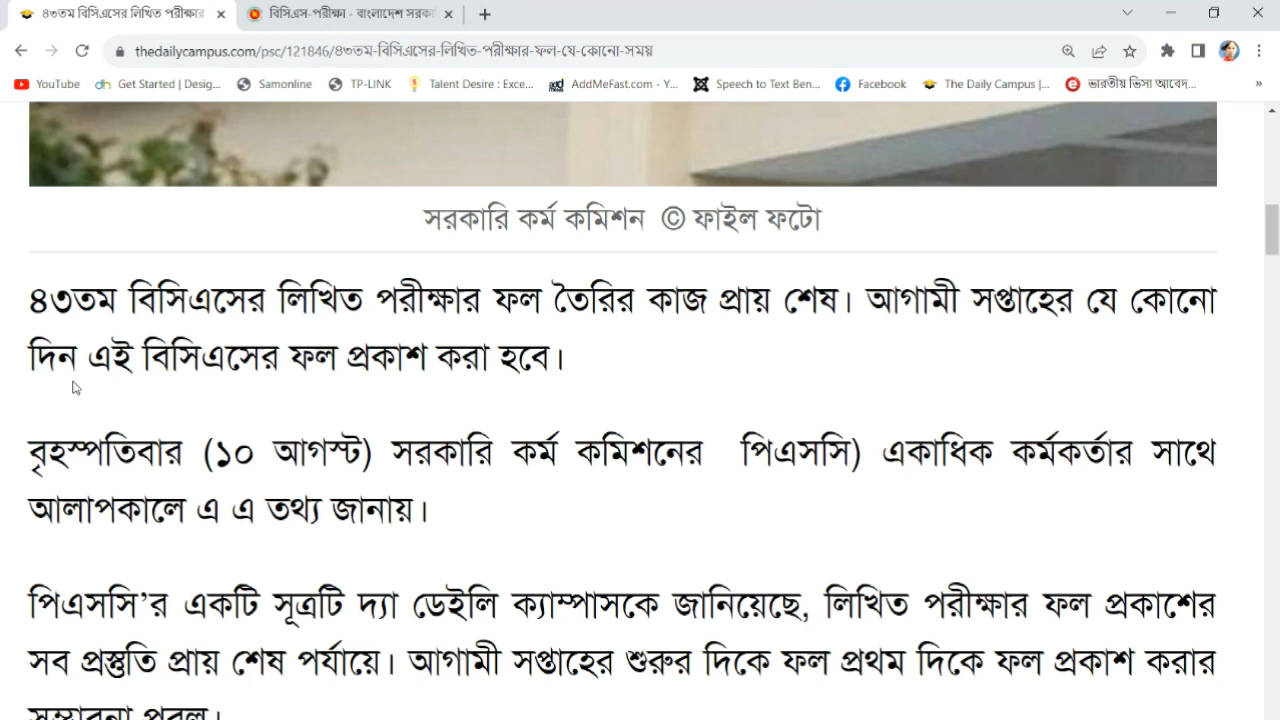 ৪৩তম বিসিএসের লিখিত পরীক্ষার
বিসিএস-পরীক্ষা - বাংলাদেশ সরকা
thedailycampus.com/psc/121846/৪৩তম-বিসিএসের-লিখিত-পরীক্ষার-ফল-যে-কোনো-সময়
YouTube Get Started | Desig... Samonline TP-LINK Talent Desire : Exce... AddMeFast.com - Y... Speech to Text Ben... Facebook The Daily Campus |... ভারতীয় ভিসা আবেদ...
সরকারি কর্ম কমিশন © ফাইল ফটো
৪৩তম বিসিএসের লিখিত পরীক্ষার ফল তৈরির কাজ প্রায় শেষ। আগামী সপ্তাহের যে কোনো
দিন এই বিসিএসের ফল প্রকাশ করা হবে।
বৃহস্পতিবার (১০ আগস্ট) সরকারি কর্ম কমিশনের পিএসসি) একাধিক কর্মকর্তার সাথে
আলাপকালে এ এ তথ্য জানায়।
পিএসসি’র একটি সূত্রটি দ্যা ডেইলি ক্যাম্পাসকে জানিয়েছে, লিখিত পরীক্ষার ফল প্রকাশের
সব প্রস্তুতি প্রায় শেষ পর্যায়ে। আগামী সপ্তাহের শুরুর দিকে ফল প্রথম দিকে ফল প্রকাশ করার
সম্ভাবনা প্রবল।